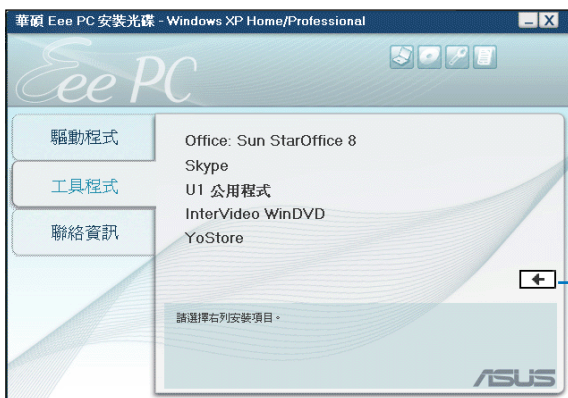 華碩 Eee PC 安裝光碟 - Windows XP Home/Professional
Eee PC
驅動程式
工具程式
聯絡資訊
Office: Sun StarOffice 8
Skype
U1 公用程式
InterVideo WinDVD
YoStore
請選擇右列安裝項目。
ASUS